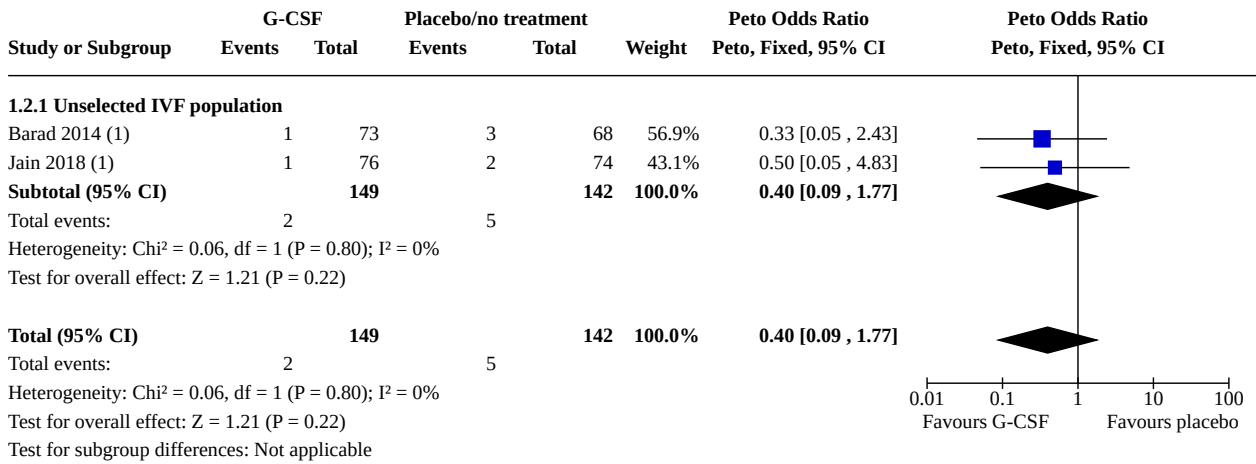 G-CSF Placebo/no treatment Peto Odds Ratio Peto Odds Ratio
Study or Subgroup Events Total Events Total Weight Peto, Fixed, 95% CI Peto, Fixed, 95% CI
1.2.1 Unselected IVF population
Barad 2014 (1) 1 73 3 68 56.9% 0.33 [0.05 , 2.43]
Jain 2018 (1) 1 76 2 74 43.1% 0.50 [0.05 , 4.83]
Subtotal (95% CI) 149 142 100.0% 0.40 [0.09 , 1.77]
Total events: 2 5
Heterogeneity: Chi² = 0.06, df = 1 (P = 0.80); I² = 0%
Test for overall effect: Z = 1.21 (P = 0.22)
Total (95% CI) 149 142 100.0% 0.40 [0.09 , 1.77]
Total events: 2 5
Heterogeneity: Chi² = 0.06, df = 1 (P = 0.80); I² = 0%
0.01 0.1 1 10 100
Test for overall effect: Z = 1.21 (P = 0.22) Favours G-CSF Favours placebo
Test for subgroup differences: Not applicable